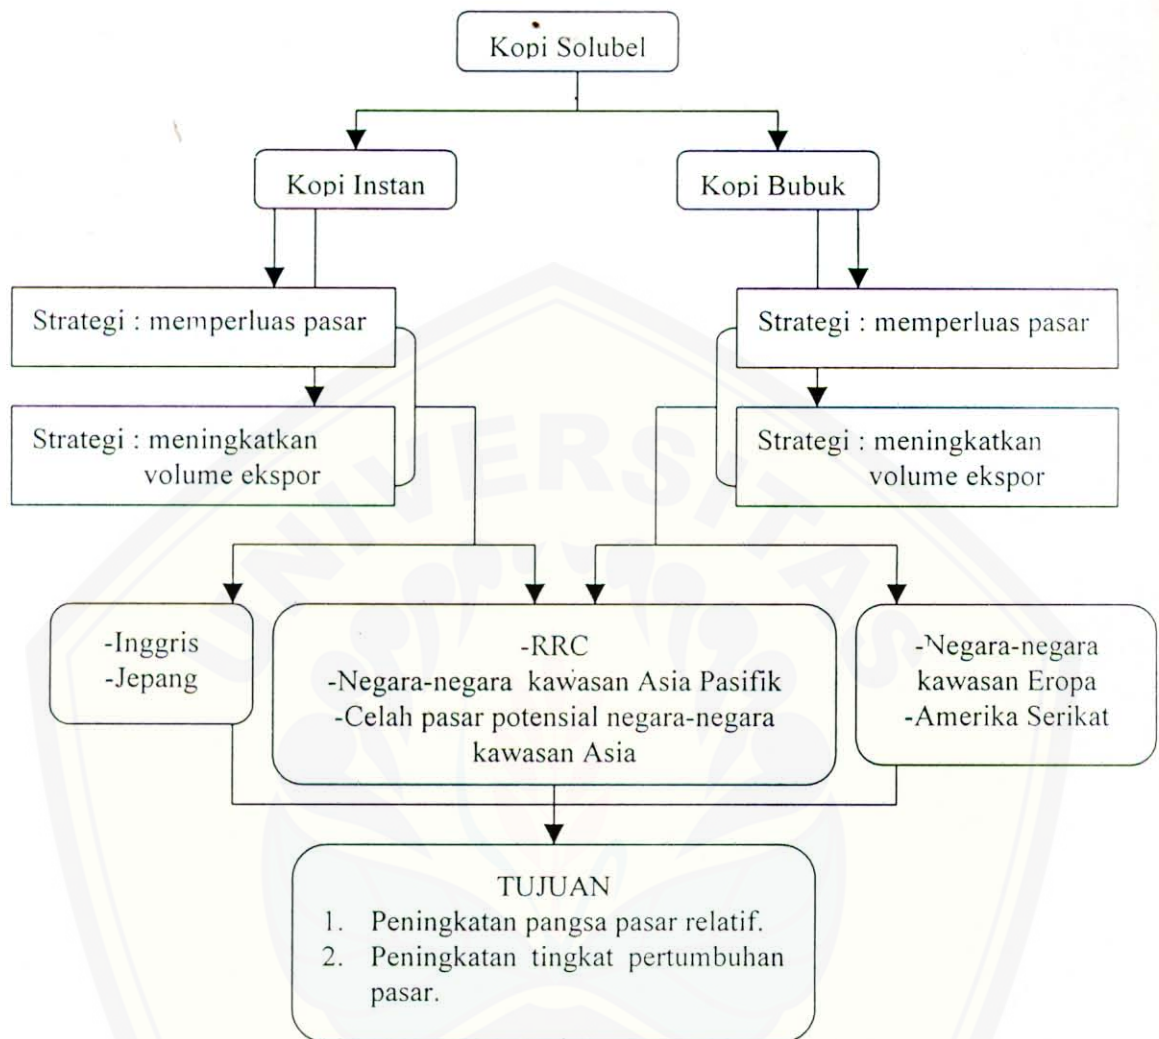 Kopi Solubel
Kopi Instan
Kopi Bubuk
Strategi : memperluas pasar
Strategi : memperluas pasar
Strategi : meningkatkan
volume ekspor
Strategi : meningkatkan
volume ekspor
-Inggris
-Jepang
-RRC
-Negara-negara kawasan Asia Pasifik
-Celah pasar potensial negara-negara
kawasan Asia
-Negara-negara
kawasan Eropa
-Amerika Serikat
TUJUAN
1. Peningkatan pangsa pasar relatif.
2. Peningkatan tingkat pertumbuhan
pasar.
UNIVERSITAS